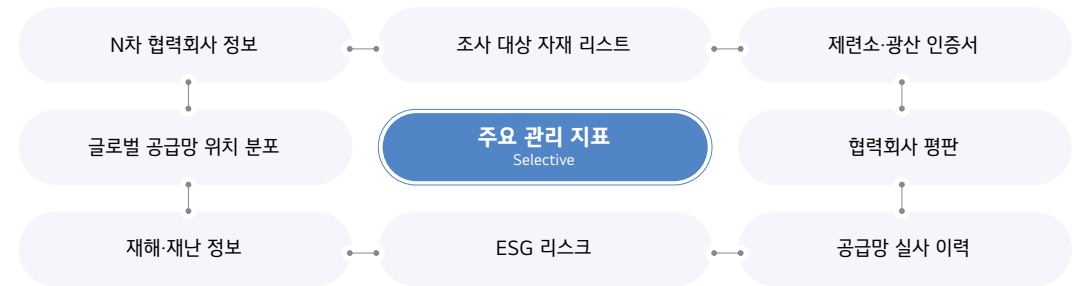 N차 협력회사 정보
조사 대상 자재 리스트
제련소·광산 인증서
글로벌 공급망 위치 분포
주요 관리 지표
Selective
협력회사 평판
재해·재난 정보
ESG 리스크
공급망 실사 이력